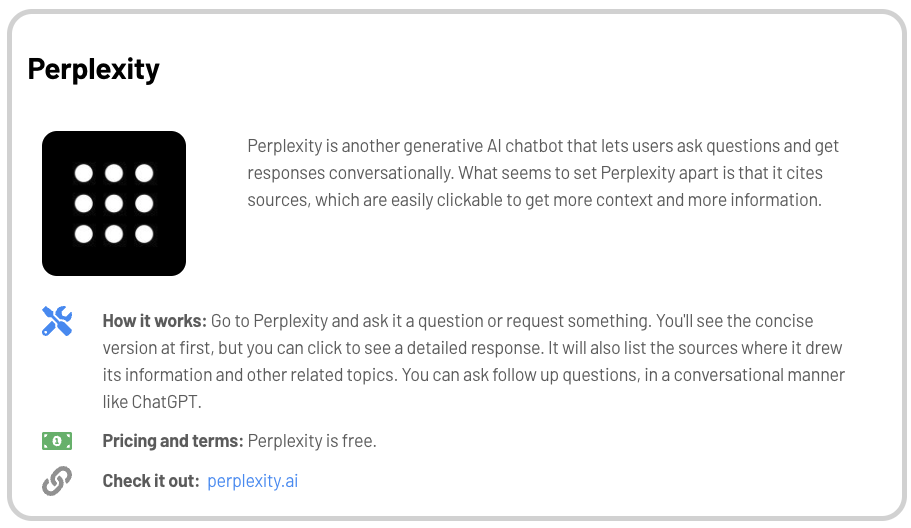 Perplexity
Perplexity is another generative AI chatbot that lets users ask questions and get
responses conversationally. What seems to set Perplexity apart is that it cites
sources, which are easily clickable to get more context and more information.
How it works: Go to Perplexity and ask it a question or request something. You'll see the concise
version at first, but you can click to see a detailed response. It will also list the sources where it drew
its information and other related topics. You can ask follow up questions, in a conversational manner
like ChatGPT.
1
Pricing and terms: Perplexity is free.
Check it out: perplexity.ai